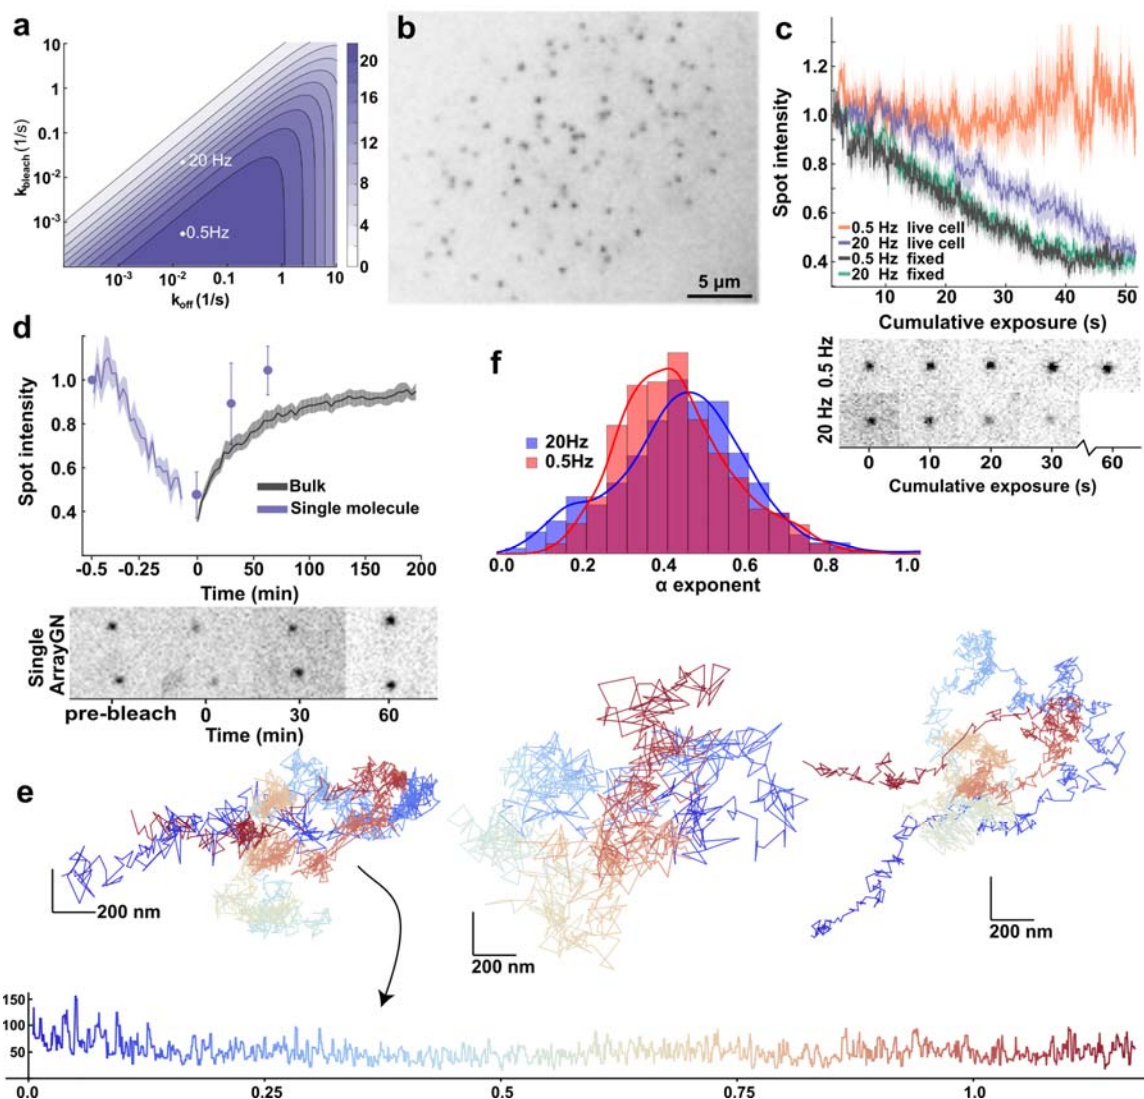 a
k_bleach (1/s)
10
1
0.1
10^-2
10^-3
20 Hz
0.5Hz
10^-3 10^-2 0.1 1 10
k_off (1/s)
20
16
12
8
4
0
b
5 µm
c
Spot intensity
1.2
1.0
0.8
0.6
0.4
0.5 Hz live cell
20 Hz live cell
0.5 Hz fixed
20 Hz fixed
10 20 30 40 50
Cumulative exposure (s)
0.5 Hz
20 Hz
0 10 20 30 60
Cumulative exposure (s)
d
Spot intensity
1.0
0.8
0.6
0.4
Bulk
Single molecule
-0.5 -0.25 0 50 100 150 200
Time (min)
Single
ArrayGN
pre-bleach 0 30 60
Time (min)
f
20Hz
0.5Hz
0.0 0.2 0.4 0.6 0.8 1.0
α exponent
e
200 nm
200 nm
200 nm
150
100
50
0.0 0.25 0.5 0.75 1.0